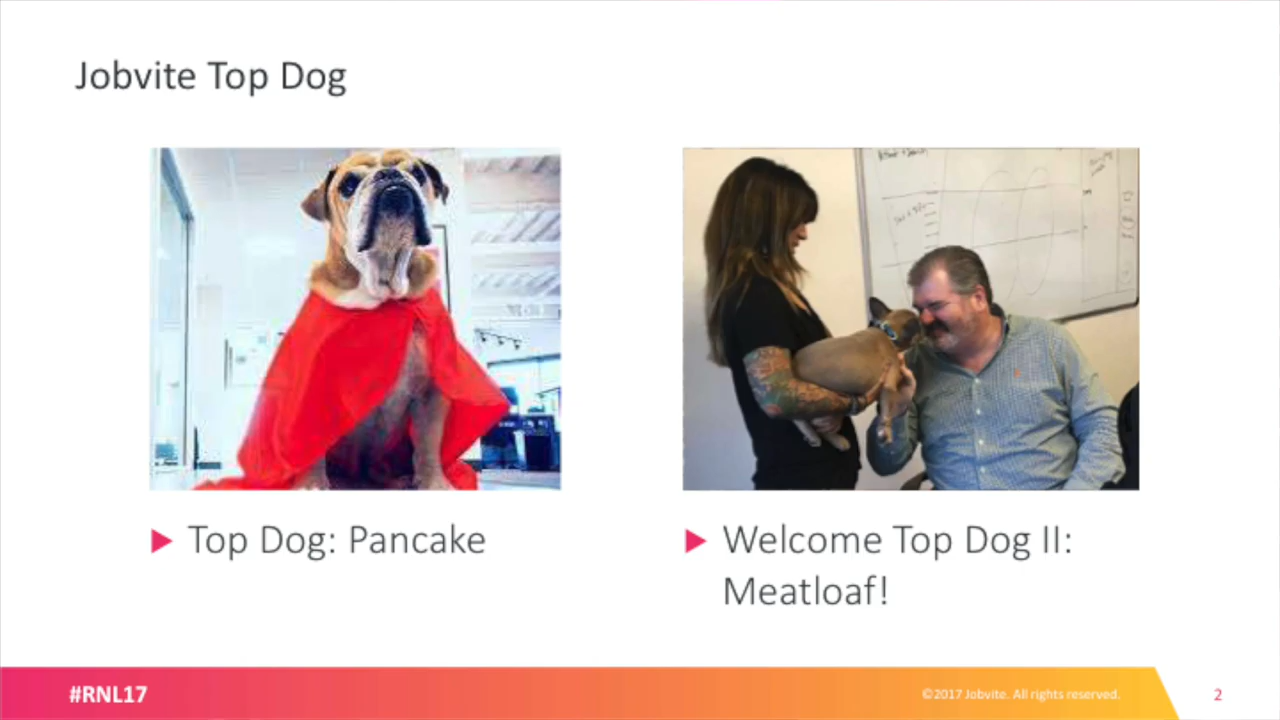 Jobvite Top Dog
Top Dog: Pancake
Welcome Top Dog II:
Meatloaf!
#RNL17
©2017 Jobvite. All rights reserved.
2